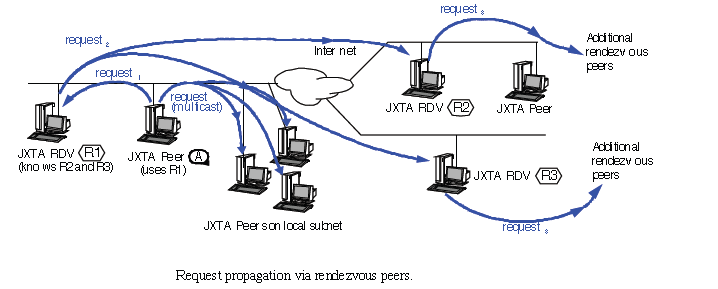 request 3
request 2
Inter net
Additional
rendezv ous
peers
request 1
request
(multicast)
JXTA RDV R2
JXTA Peer
JXTA RDV R1
(kno ws R2 and R3)
JXTA Peer A
(uses R1)
Additional
rendezv ous
peers
JXTA RDV R3
JXTA Peers on local subnet
request 3
Request propagation via rendezvous peers.